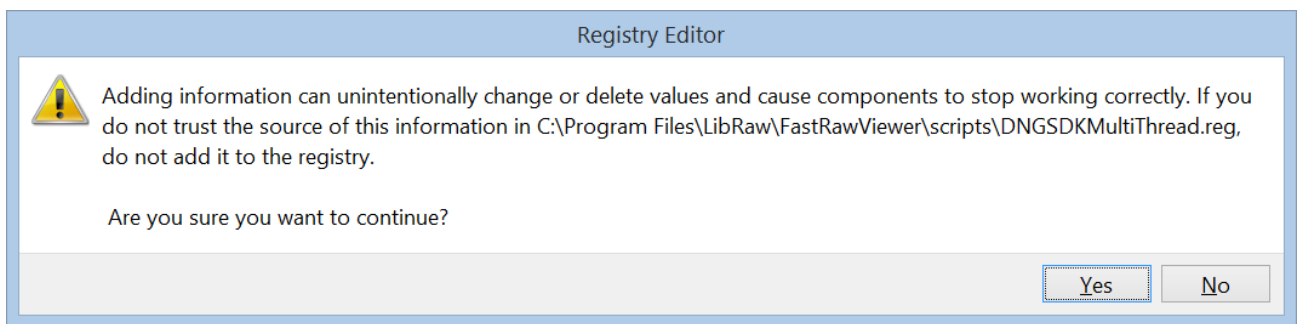 Registry Editor
Adding information can unintentionally change or delete values and cause components to stop working correctly. If you
do not trust the source of this information in C:\Program Files\LibRaw\FastRawViewer\scripts\DNGSDKMultiThread.reg,
do not add it to the registry.
Are you sure you want to continue?
Yes No